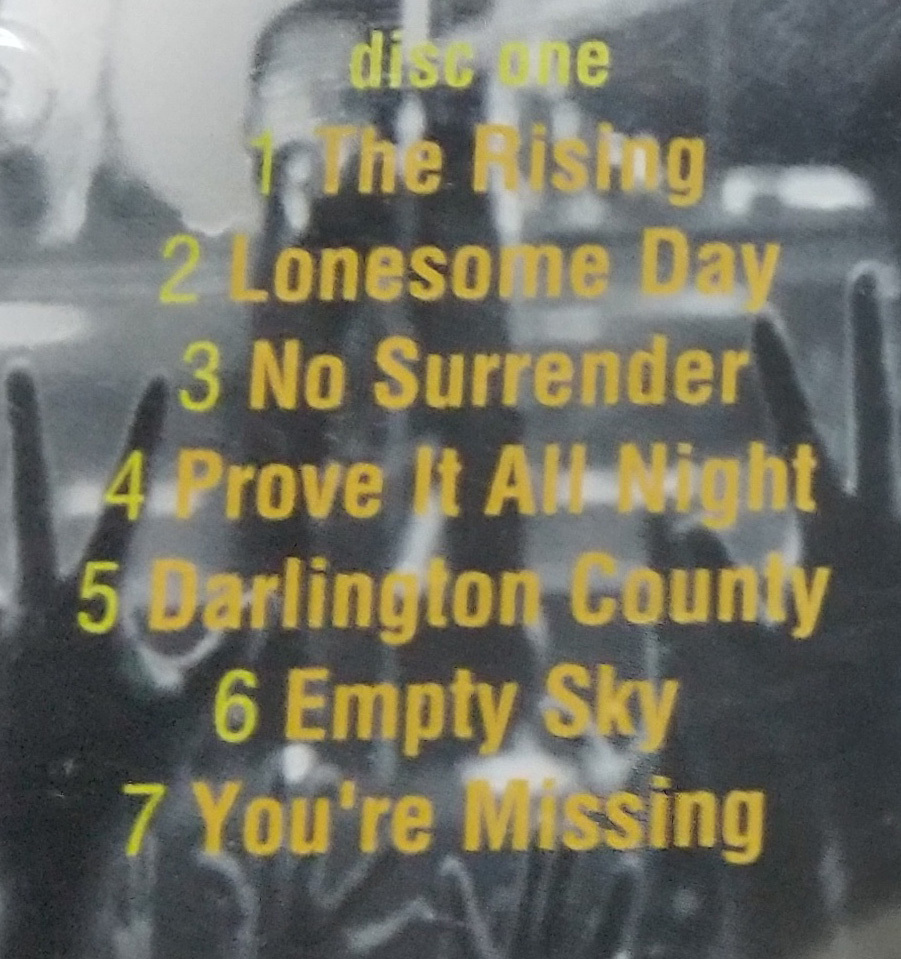 disc one
1 The Rising
2 Lonesome Day
3 No Surrender
4 Prove It All Night
5 Darlington County
6 Empty Sky
7 You're Missing